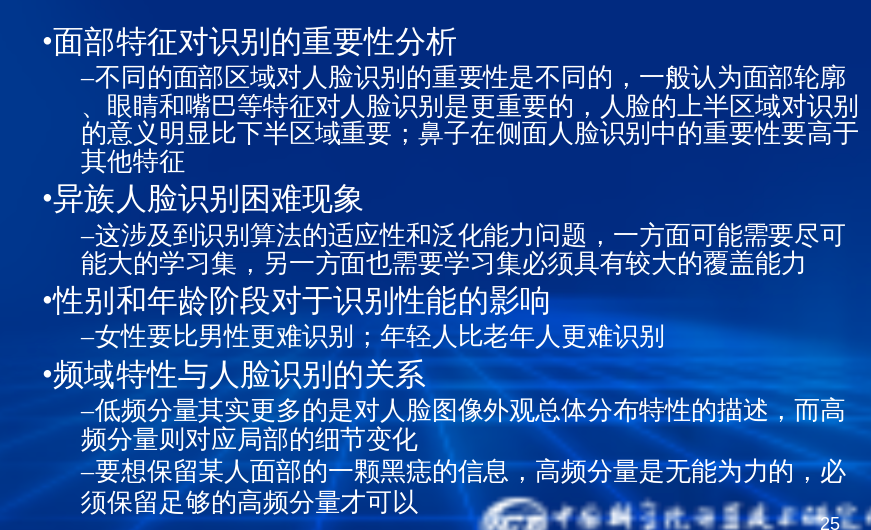 •面部特征对识别的重要性分析
–不同的面部区域对人脸识别的重要性是不同的，一般认为面部轮廓
、眼睛和嘴巴等特征对人脸识别是更重要的，人脸的上半区域对识别
的意义明显比下半区域重要；鼻子在侧面人脸识别中的重要性要高于
其他特征
•异族人脸识别困难现象
–这涉及到识别算法的适应性和泛化能力问题，一方面可能需要尽可
能大的学习集，另一方面也需要学习集必须具有较大的覆盖能力
•性别和年龄阶段对于识别性能的影响
–女性要比男性更难识别；年轻人比老年人更难识别
•频域特性与人脸识别的关系
–低频分量其实更多的是对人脸图像外观总体分布特性的描述，而高
频分量则对应局部的细节变化
–要想保留某人面部的一颗黑痣的信息，高频分量是无能为力的，必
须保留足够的高频分量才可以
25